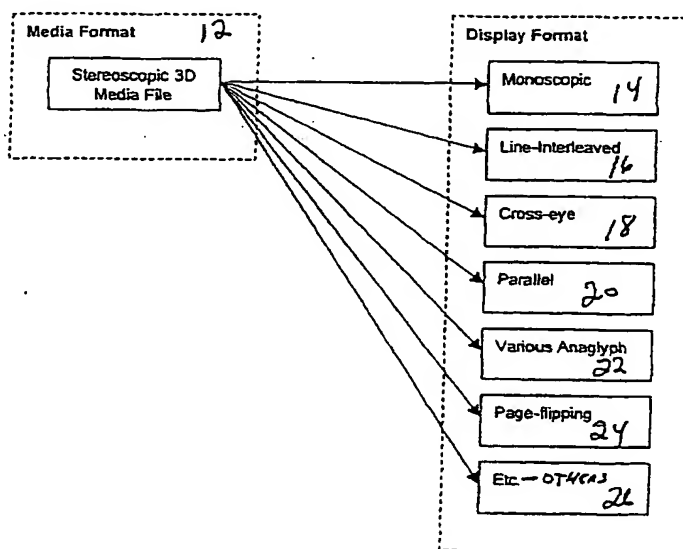 Media Format 12
Stereoscopic 3D
Media File
Display Format
Monoscopic 14
Line-Interleaved
16
Cross-eye
18
Parallel
20
Various Anaglyph
22
Page-flipping
24
Etc. - OTHERS
26